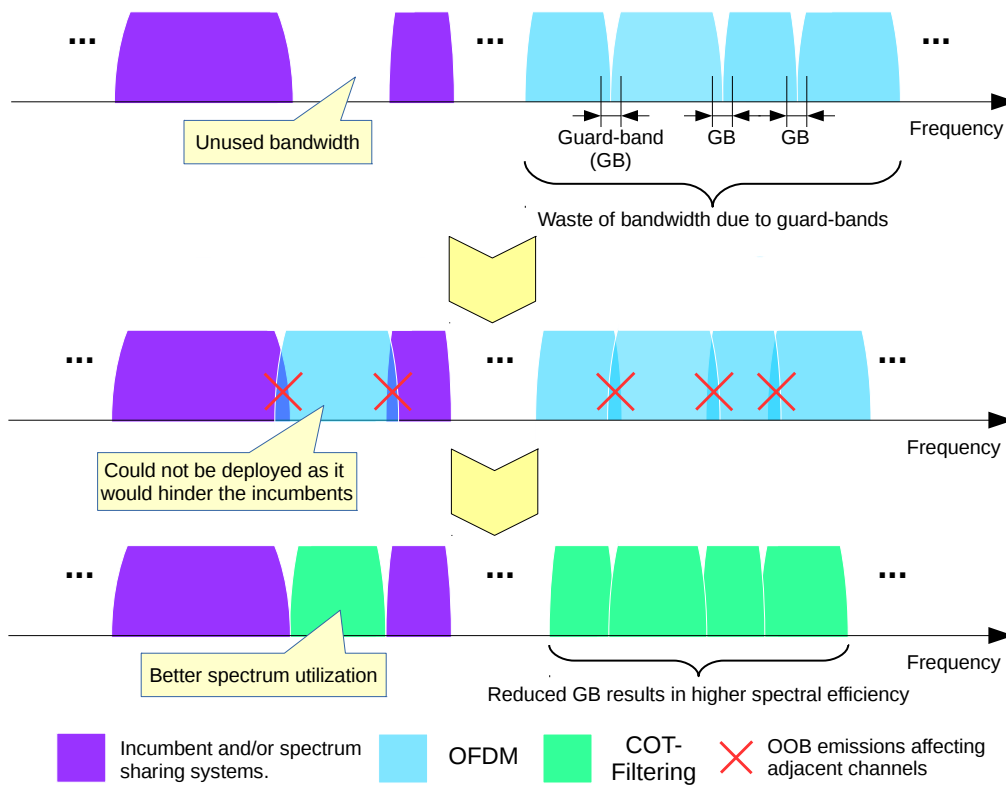 ... ... ...
Unused bandwidth
Guard-band
(GB)
GB
GB
Frequency
Waste of bandwidth due to guard-bands
... ... ...
Frequency
Could not be deployed as it
would hinder the incumbents
... ... ...
Frequency
Better spectrum utilization
Reduced GB results in higher spectral efficiency
Incumbent and/or spectrum
sharing systems.
OFDM
COT-
Filtering
OOB emissions affecting
adjacent channels